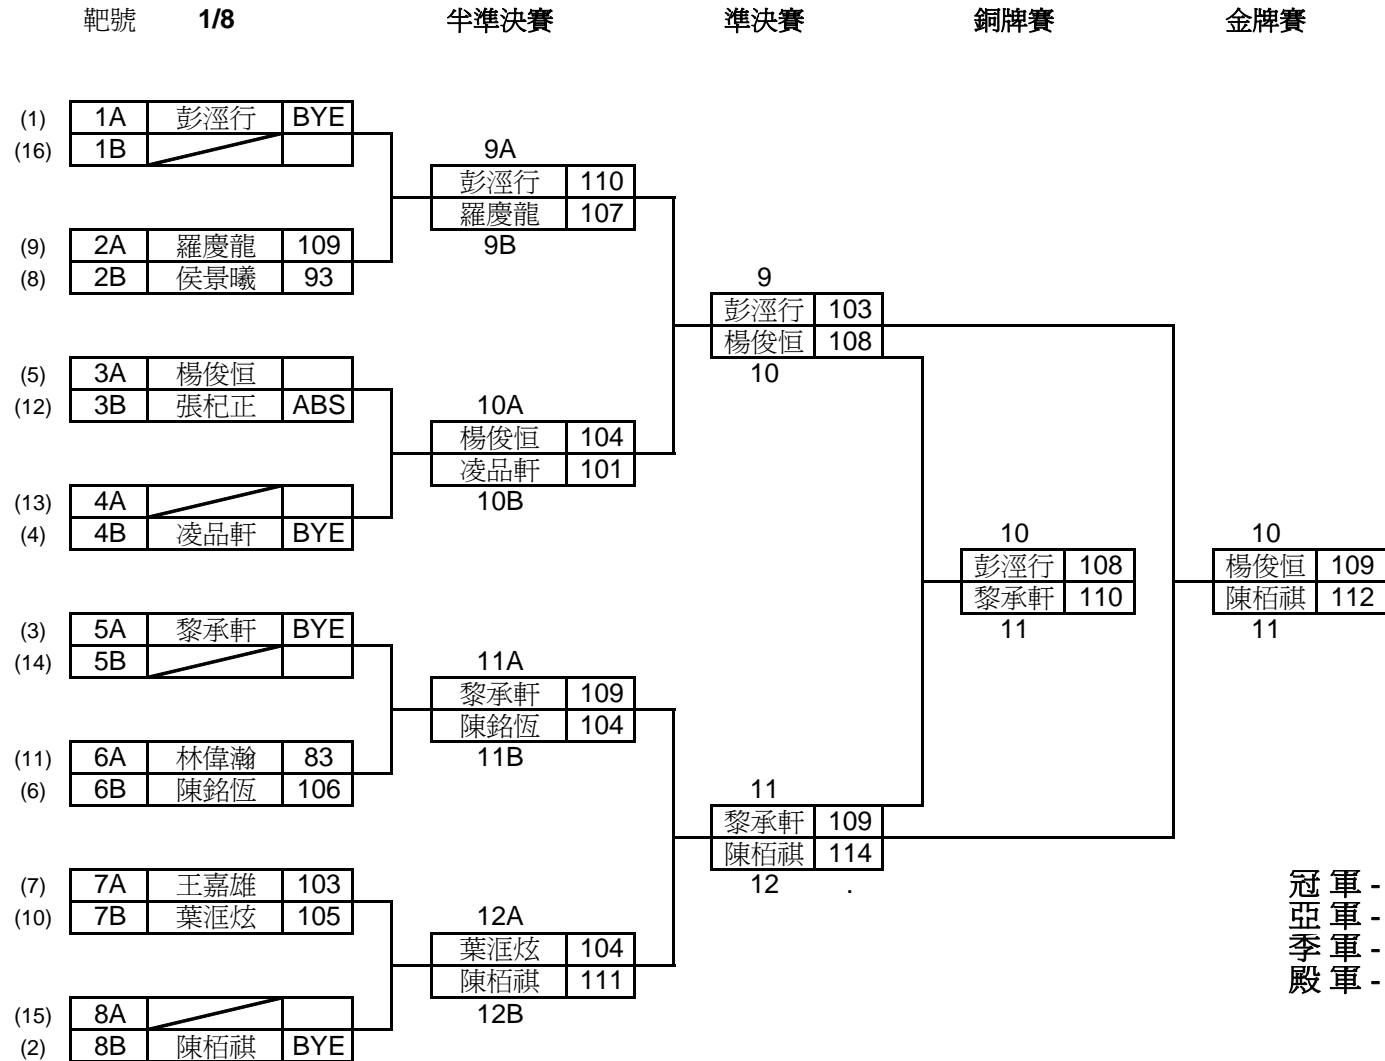 靶號 1/8 半準決賽 準決賽 銅牌賽 金牌賽
(1) 1A 彭滛行 BYE
(16) 1B
9A
彭滛行 110
羅慶龍 107
9B
(9) 2A 羅慶龍 109
(8) 2B 侯景曦 93
9
彭滛行 103
楊俊恒 108
10
(5) 3A 楊俊恒
(12) 3B 張杞正 ABS
10A
楊俊恒 104
凌品軒 101
10B
(13) 4A
(4) 4B 凌品軒 BYE
10
彭滛行 108
黎承軒 110
11
10
楊俊恒 109
陳栢祺 112
11
(3) 5A 黎承軒 BYE
(14) 5B
11A
黎承軒 109
陳銘恆 104
11B
(11) 6A 林偉瀚 83
(6) 6B 陳銘恆 106
11
黎承軒 109
陳栢祺 114
12 .
(7) 7A 王嘉雄 103
(10) 7B 葉洭炫 105
12A
葉洭炫 104
陳栢祺 111
12B
(15) 8A
(2) 8B 陳栢祺 BYE
冠軍-
亞軍-
季軍-
殿軍-